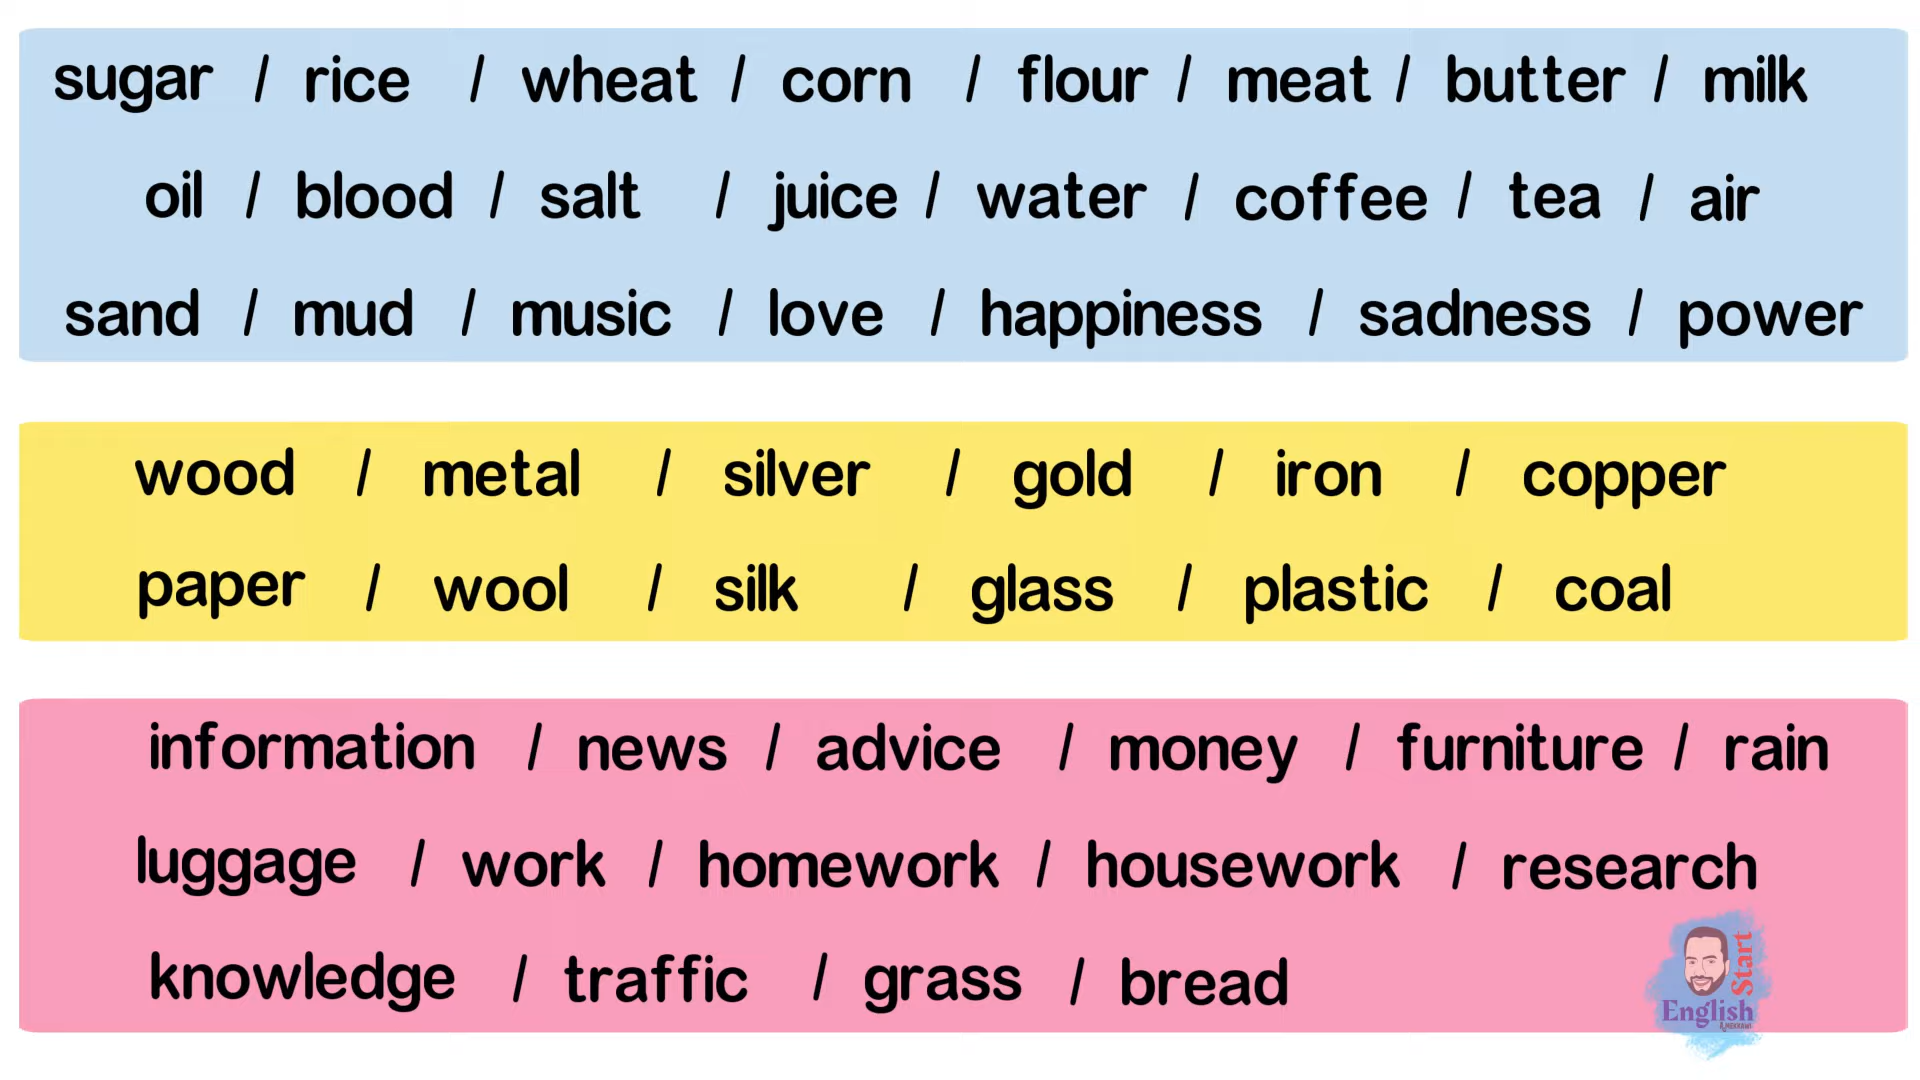 sugar / rice / wheat / corn / flour / meat / butter / milk
oil / blood / salt / juice / water / coffee / tea / air
sand / mud / music / love / happiness / sadness / power
wood / metal / silver / gold / iron / copper
paper / wool / silk / glass / plastic / coal
information / news / advice / money / furniture / rain
luggage / work / homework / housework / research
knowledge / traffic / grass / bread
Start
English